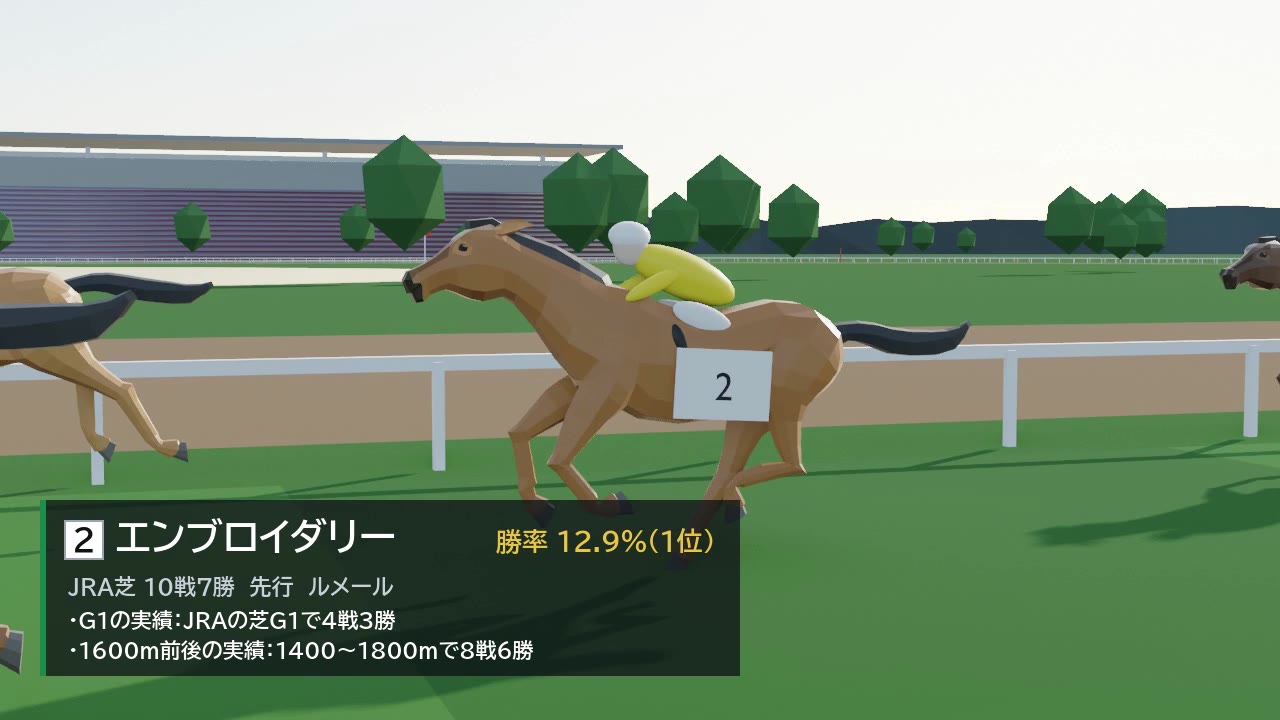 2
2 エンブロイダリー 勝率 12.9%(1位)
JRA芝 10戦7勝 先行 ルメール
・G1の実績:JRAの芝G1で4戦3勝
・1600m前後の実績:1400〜1800mで8戦6勝